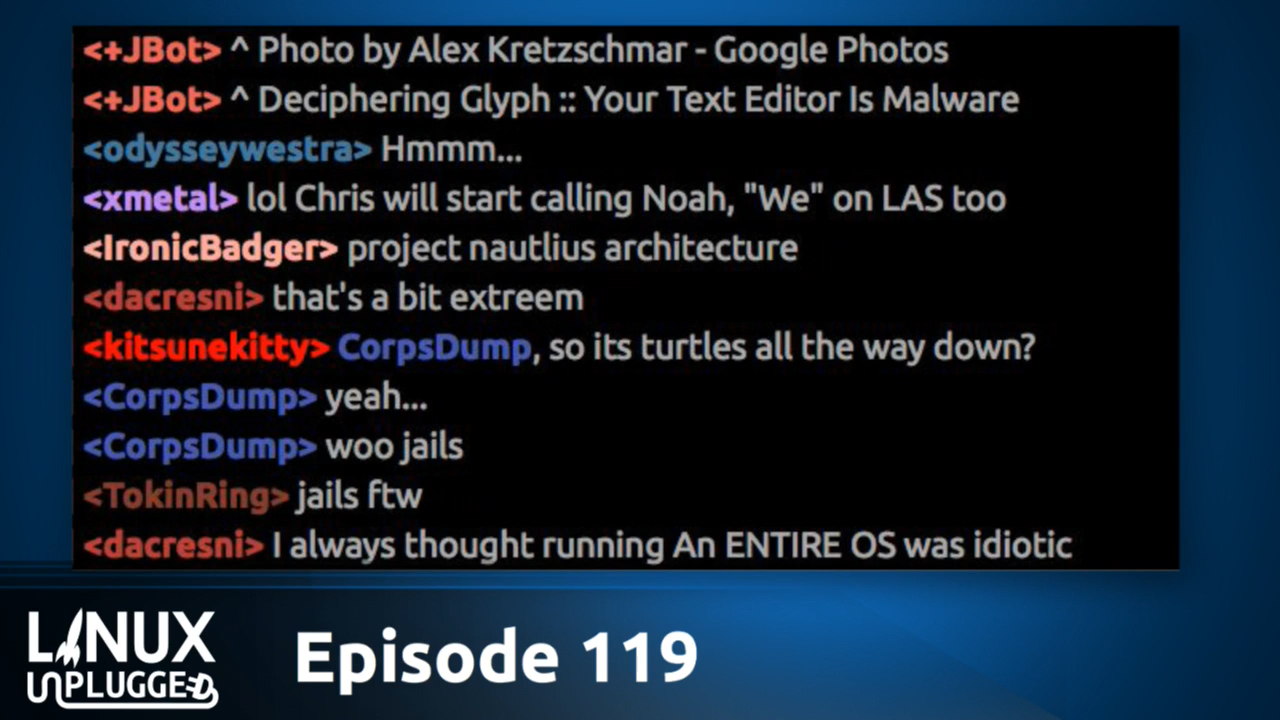 <+JBot> ^ Photo by Alex Kretzschmar - Google Photos
<+JBot> ^ Deciphering Glyph :: Your Text Editor Is Malware
<odysseywestra> Hmmm...
<xmetal> lol Chris will start calling Noah, "We" on LAS too
<IronicBadger> project nautlius architecture
<dacresni> that's a bit extreem
<kitsunekitty> CorpsDump, so its turtles all the way down?
<CorpsDump> yeah...
<CorpsDump> woo jails
<TokinRing> jails ftw
<dacresni> I always thought running An ENTIRE OS was idiotic
LINUX
UNPLUGGED
Episode 119